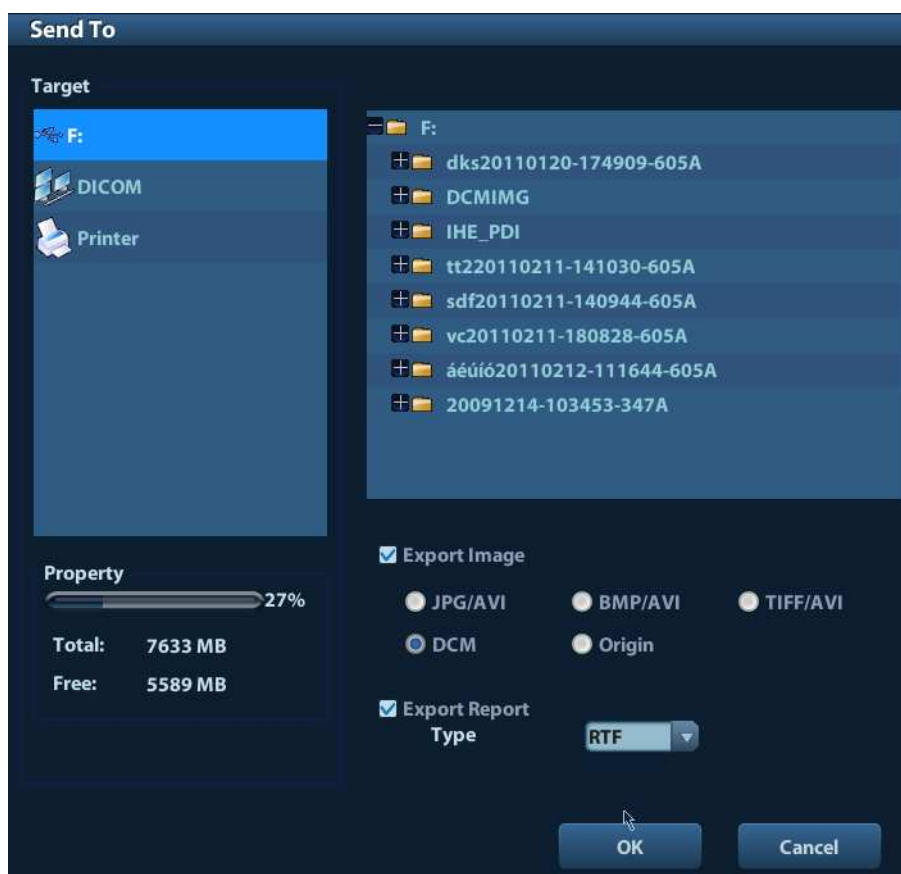 Send To
Target
F:
DICOM
Printer
F:
dks20110120-174909-605A
DCMIMG
IHE_PDI
tt220110211-141030-605A
sdf20110211-140944-605A
vc20110211-180828-605A
áéúíó20110212-111644-605A
20091214-103453-347A
Property
27%
Total: 7633 MB
Free: 5589 MB
Export Image
JPG/AVI BMP/AVI TIFF/AVI
DCM Origin
Export Report
Type RTF
OK Cancel